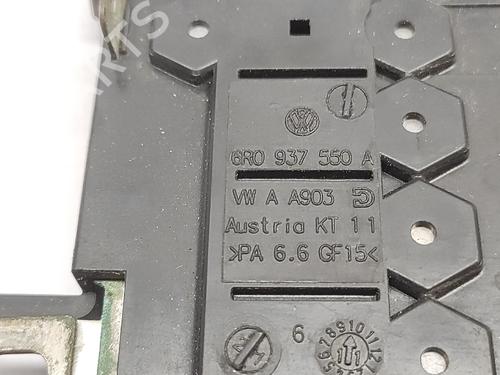 6R0 937 550 A
VW A A903
Austria KT 11
>PA 6.6 GF15<
6